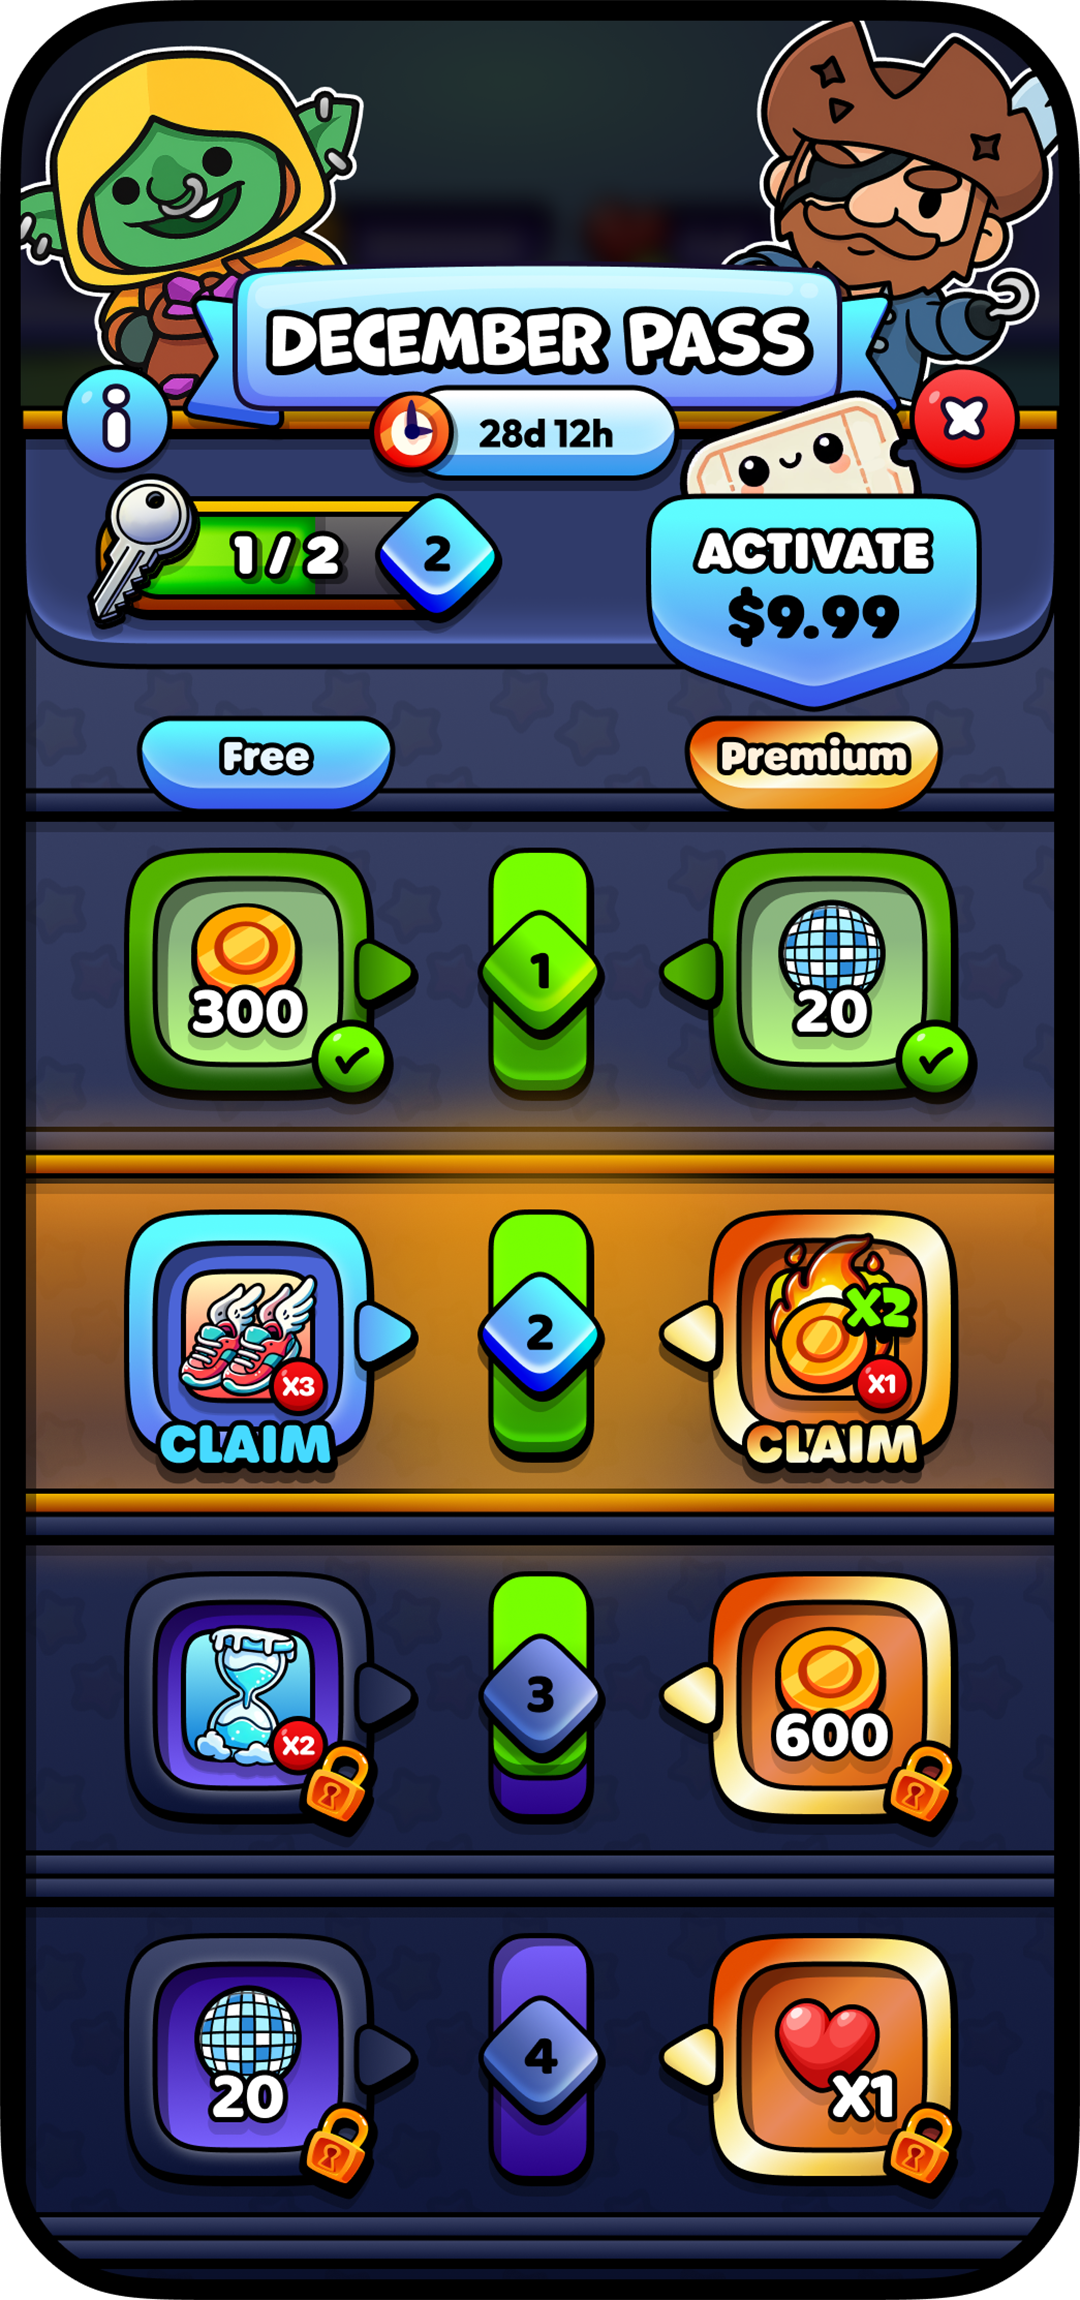 DECEMBER PASS
28d 12h
1/2
2
ACTIVATE
$9.99
Free
Premium
300
1
20
X3
CLAIM
2
X2
X1
CLAIM
X2
3
600
20
4
X1